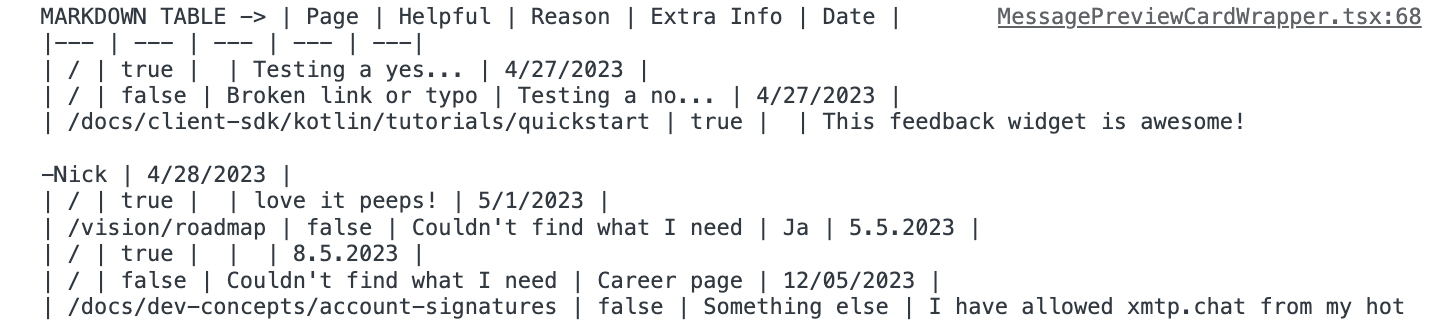 MARKDOWN TABLE -> | Page | Helpful | Reason | Extra Info | Date | MessagePreviewCardWrapper.tsx:68
|--- | --- | --- | --- | ---|
| / | true |  | Testing a yes... | 4/27/2023 |
| / | false | Broken link or typo | Testing a no... | 4/27/2023 |
| /docs/client-sdk/kotlin/tutorials/quickstart | true |  | This feedback widget is awesome!
-Nick | 4/28/2023 |
| / | true |  | love it peeps! | 5/1/2023 |
| /vision/roadmap | false | Couldn't find what I need | Ja | 5.5.2023 |
| / | true |  |  | 8.5.2023 |
| / | false | Couldn't find what I need | Career page | 12/05/2023 |
| /docs/dev-concepts/account-signatures | false | Something else | I have allowed xmtp.chat from my hot